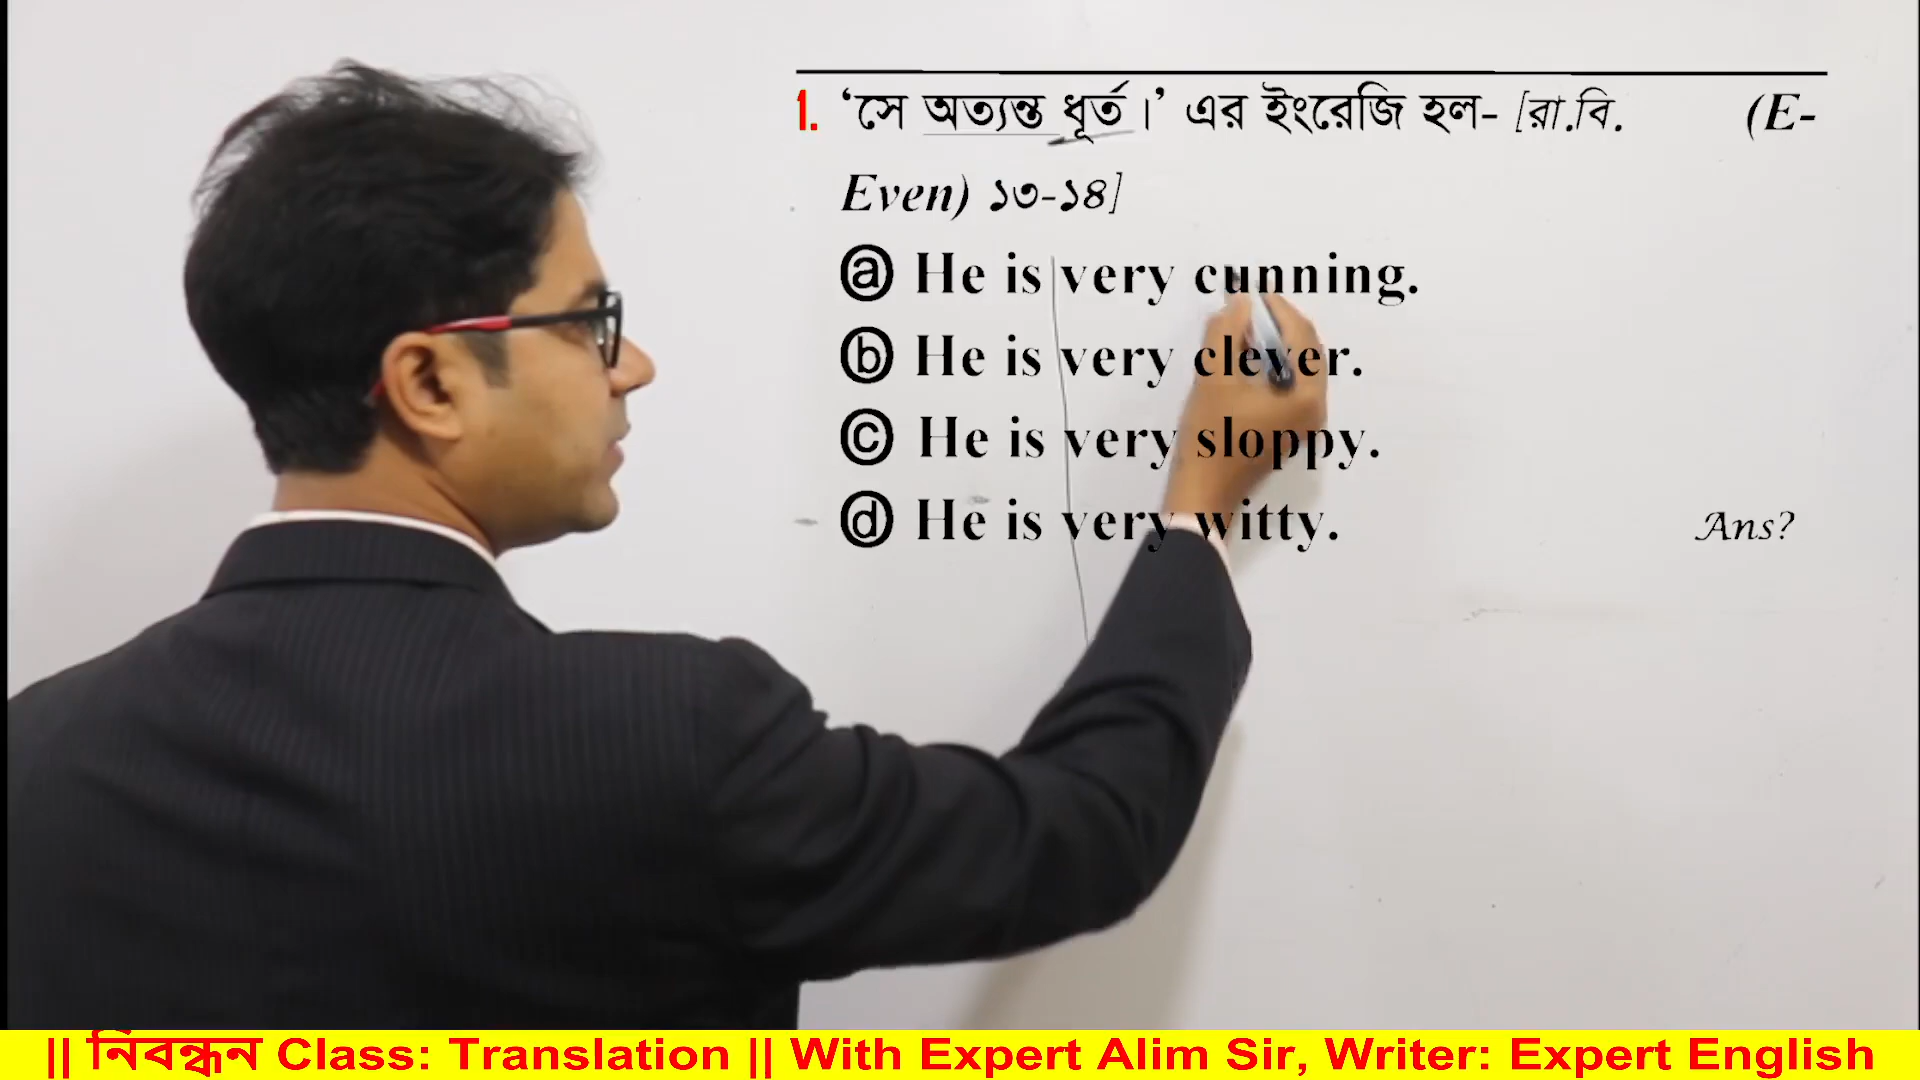 1. ‘সে অত্যন্ত ধূর্ত।’ এর ইংরেজি হল- [রা.বি. (E-
Even) ১৩-১৪]
ⓐ He is very cunning.
ⓑ He is very clever.
ⓒ He is very sloppy.
ⓓ He is very witty. Ans?
|| নিবন্ধন Class: Translation || With Expert Alim Sir, Writer: Expert English